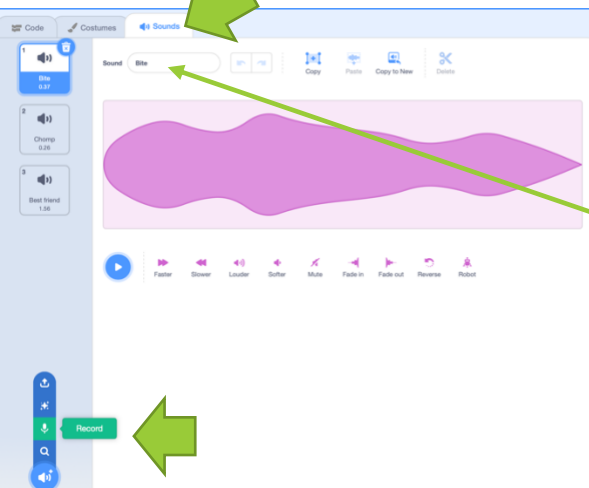 Code Costumes Sounds
1
Bite
0.37
2
Chomp
0.26
3
Best friend
1.56
Sound Bite
Copy Paste Copy to New Delete
Faster Slower Louder Softer Mute Fade in Fade out Reverse Robot
Record